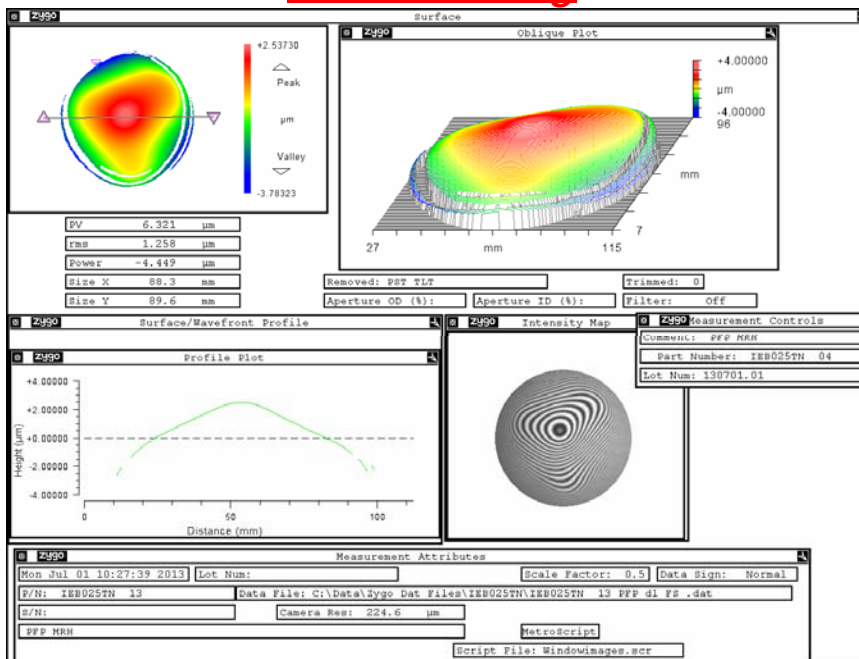 zygo Surface
+2.53730
Peak
µm
Valley
-3.78323
zygo Oblique Plot
+4.00000
µm
-4.00000
96
mm
7
27 mm 115
PV 6.321 µm
rms 1.258 µm
Power -4.449 µm
Size X 88.3 mm
Size Y 89.6 mm
Removed: PST TLT
Trimmed: 0
Aperture OD (%):
Aperture ID (%):
Filter: Off
zygo Surface/Wavefront Profile
zygo Profile Plot
+4.00000
+2.00000
+0.00000
-2.00000
-4.00000
Height (µm)
0 50 100
Distance (mm)
zygo Intensity Map
zygo Measurement Controls
Comment: PFP MRH
Part Number: IEB025TN 04
Lot Num: 130701.01
zygo Measurement Attributes
Mon Jul 01 10:27:39 2013
Lot Num:
Scale Factor: 0.5
Data Sign: Normal
P/N: IEB025TN 13
Data File: C:\Data\Zygo Dat Files\IEB025TN\IEB025TN 13 PFP dl FS .dat
S/N:
Camera Res: 224.6 µm
PFP MRH
MetroScript
Script File: Windowimages.scr